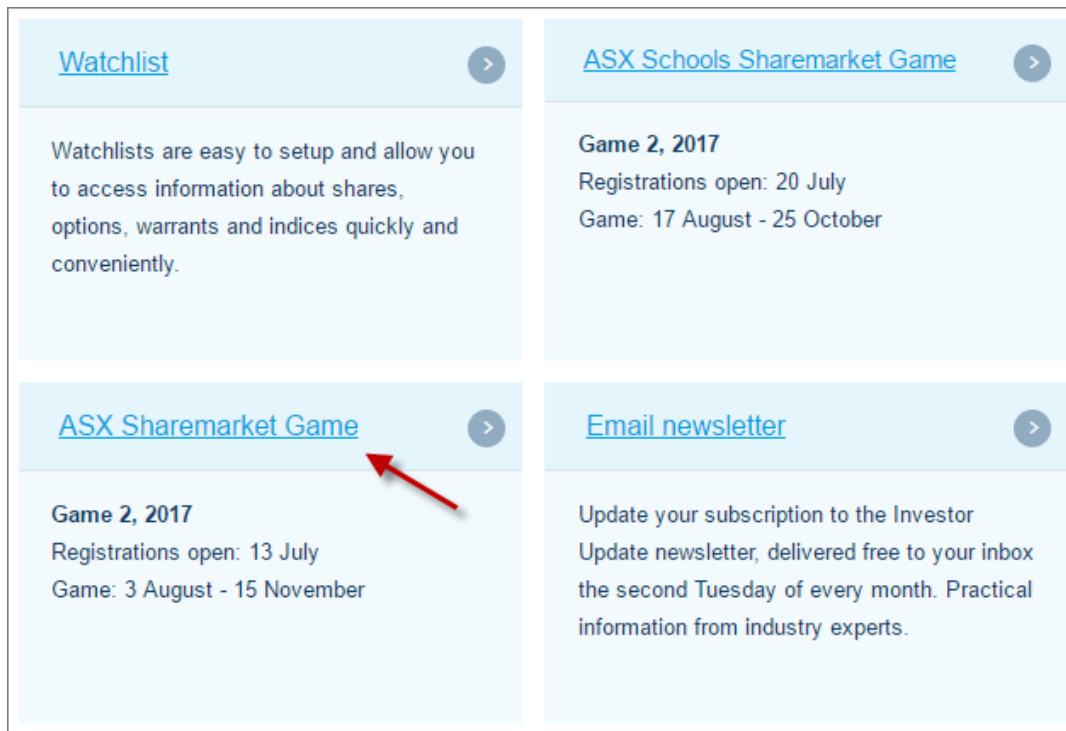 Watchlist
Watchlists are easy to setup and allow you
to access information about shares,
options, warrants and indices quickly and
conveniently.
ASX Schools Sharemarket Game
Game 2, 2017
Registrations open: 20 July
Game: 17 August - 25 October
ASX Sharemarket Game
Game 2, 2017
Registrations open: 13 July
Game: 3 August - 15 November
Email newsletter
Update your subscription to the Investor
Update newsletter, delivered free to your inbox
the second Tuesday of every month. Practical
information from industry experts.